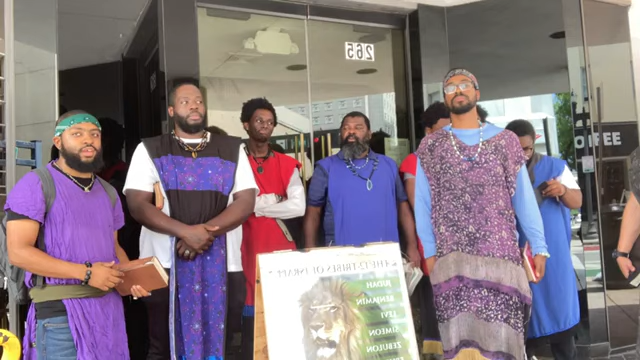 265
OFFEE
THE 12 TRIBES OF ISRAEL
JUDAH
BENJAMIN
LEVI
SIMEON
ZEBULON